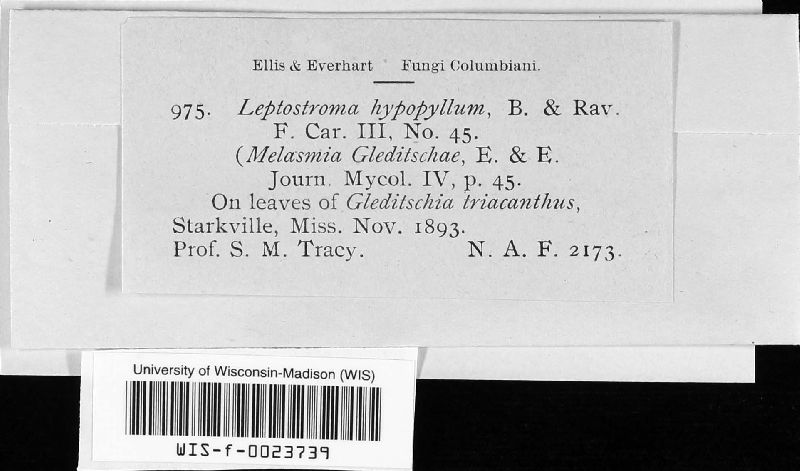 Ellis & Everhart Fungi Columbiani.
975. Leptostroma hypopyllum, B. & Rav.
F. Car. III, No. 45.
(Melasmia Gleditschae, E. & E.
Journ. Mycol. IV, p. 45.
On leaves of Gleditschia triacanthus,
Starkville, Miss. Nov. 1893.
Prof. S. M. Tracy. N. A. F. 2173.
University of Wisconsin-Madison (WIS)
WIS-f-0023739